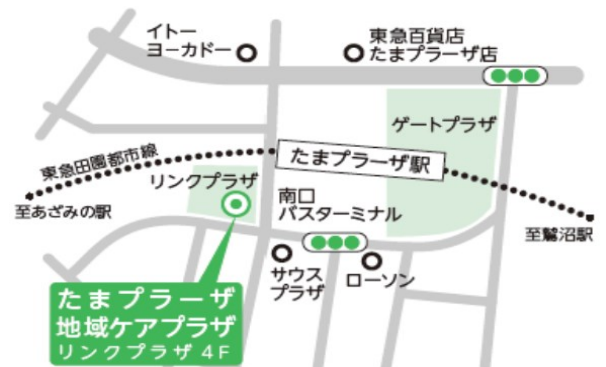 イトー
ヨーカドー
東急百貨店
たまプラーザ店
ゲートプラザ
東急田園都市線
たまプラーザ駅
リンクプラザ
至あざみの駅
南口
バスターミナル
至鷺沼駅
サウス
プラザ
ローソン
たまプラーザ
地域ケアプラザ
リンクプラザ 4F